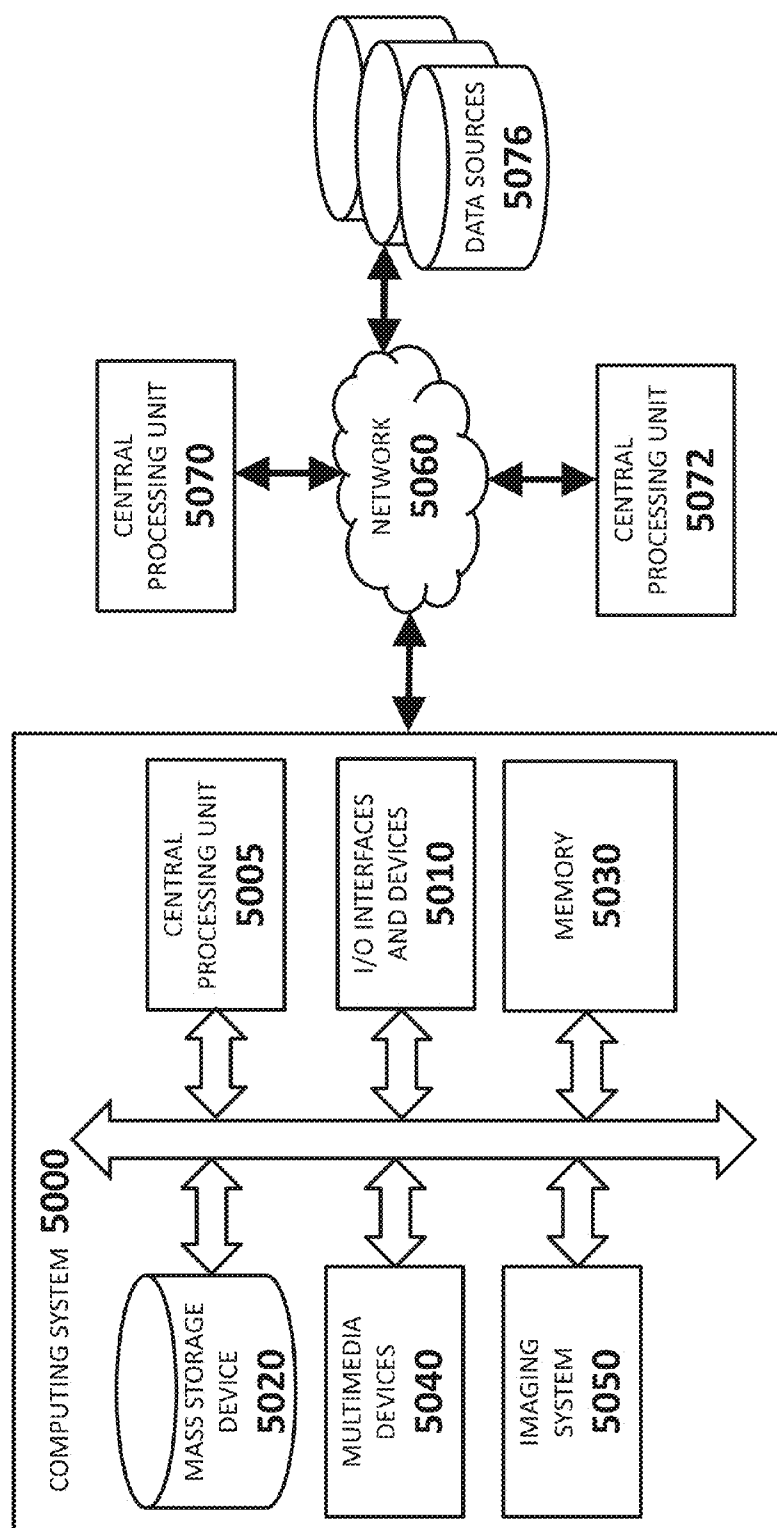 COMPUTING SYSTEM 5000
MASS STORAGE
DEVICE
5020
MULTIMEDIA
DEVICES
5040
IMAGING
SYSTEM
5050
CENTRAL
PROCESSING UNIT
5005
I/O INTERFACES
AND DEVICES
5010
MEMORY
5030
CENTRAL
PROCESSING UNIT
5070
NETWORK
5060
CENTRAL
PROCESSING UNIT
5072
DATA SOURCES
5076